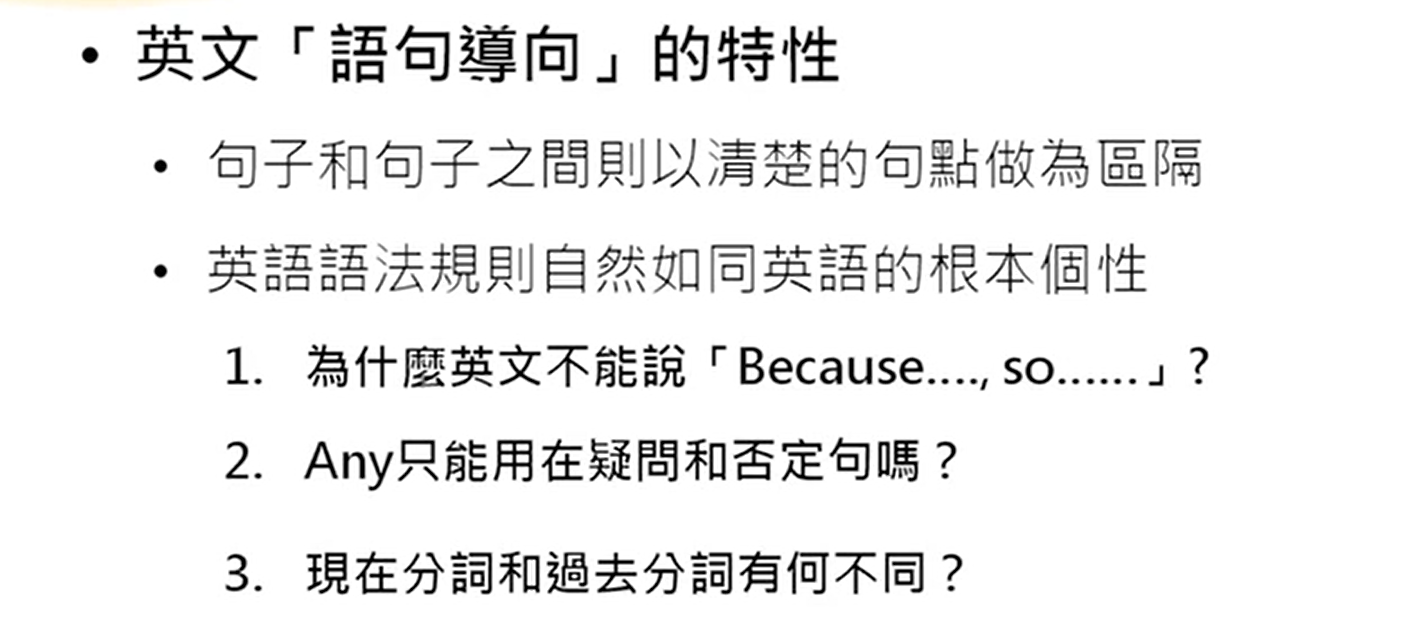 • 英文「語句導向」的特性
• 句子和句子之間則以清楚的句點做為區隔
• 英語語法規則自然如同英語的根本個性
1. 為什麼英文不能說「Because...., so......」?
2. Any只能用在疑問和否定句嗎？
3. 現在分詞和過去分詞有何不同？